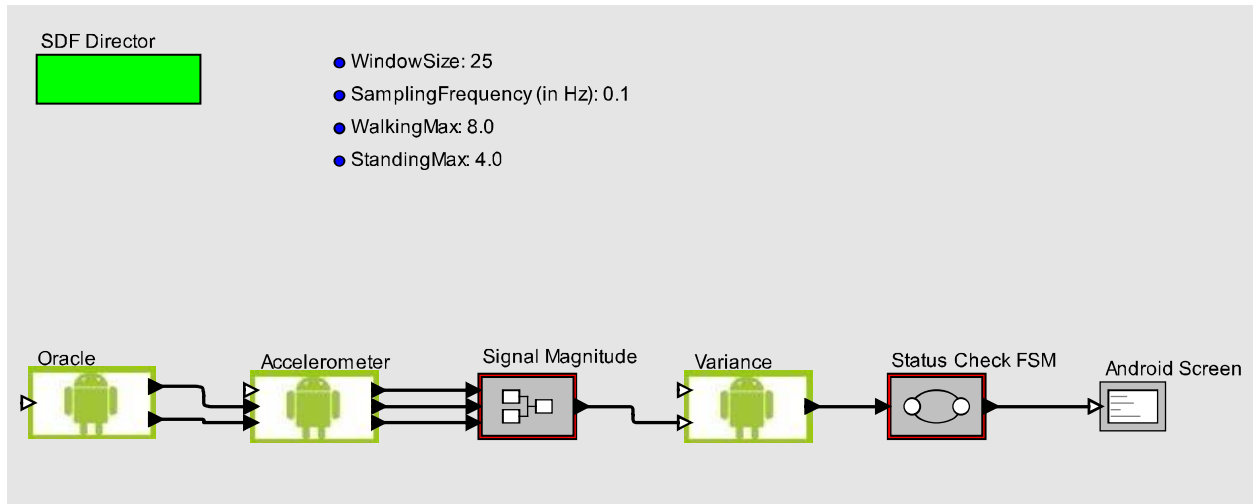 SDF Director
WindowSize: 25
SamplingFrequency (in Hz): 0.1
WalkingMax: 8.0
StandingMax: 4.0
Oracle
Accelerometer
Signal Magnitude
Variance
Status Check FSM
Android Screen